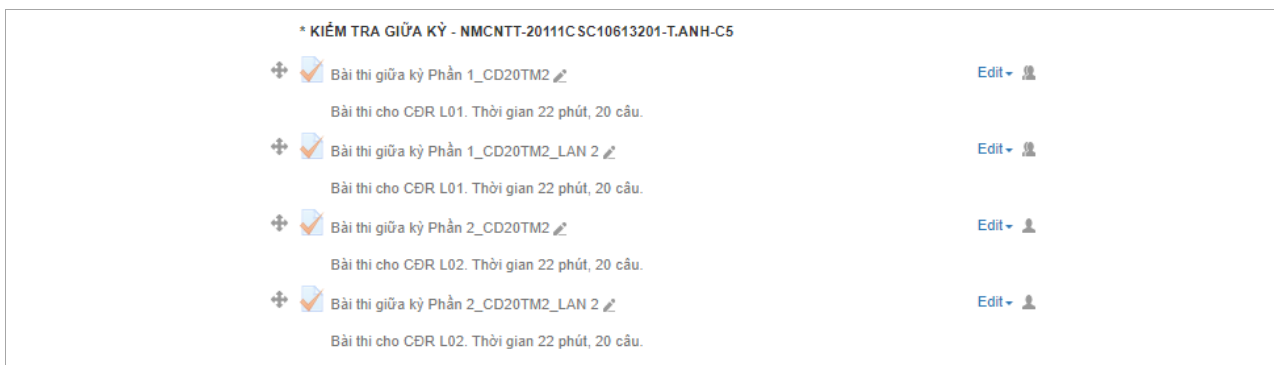 * KIỂM TRA GIỮA KỲ - NMCNTT-20111CSC10613201-T.ANH-C5
Bài thi giữa kỳ Phần 1_CD20TM2
Edit
Bài thi cho CĐR L01. Thời gian 22 phút, 20 câu.
Bài thi giữa kỳ Phần 1_CD20TM2_LAN 2
Edit
Bài thi cho CĐR L01. Thời gian 22 phút, 20 câu.
Bài thi giữa kỳ Phần 2_CD20TM2
Edit
Bài thi cho CĐR L02. Thời gian 22 phút, 20 câu.
Bài thi giữa kỳ Phần 2_CD20TM2_LAN 2
Edit
Bài thi cho CĐR L02. Thời gian 22 phút, 20 câu.